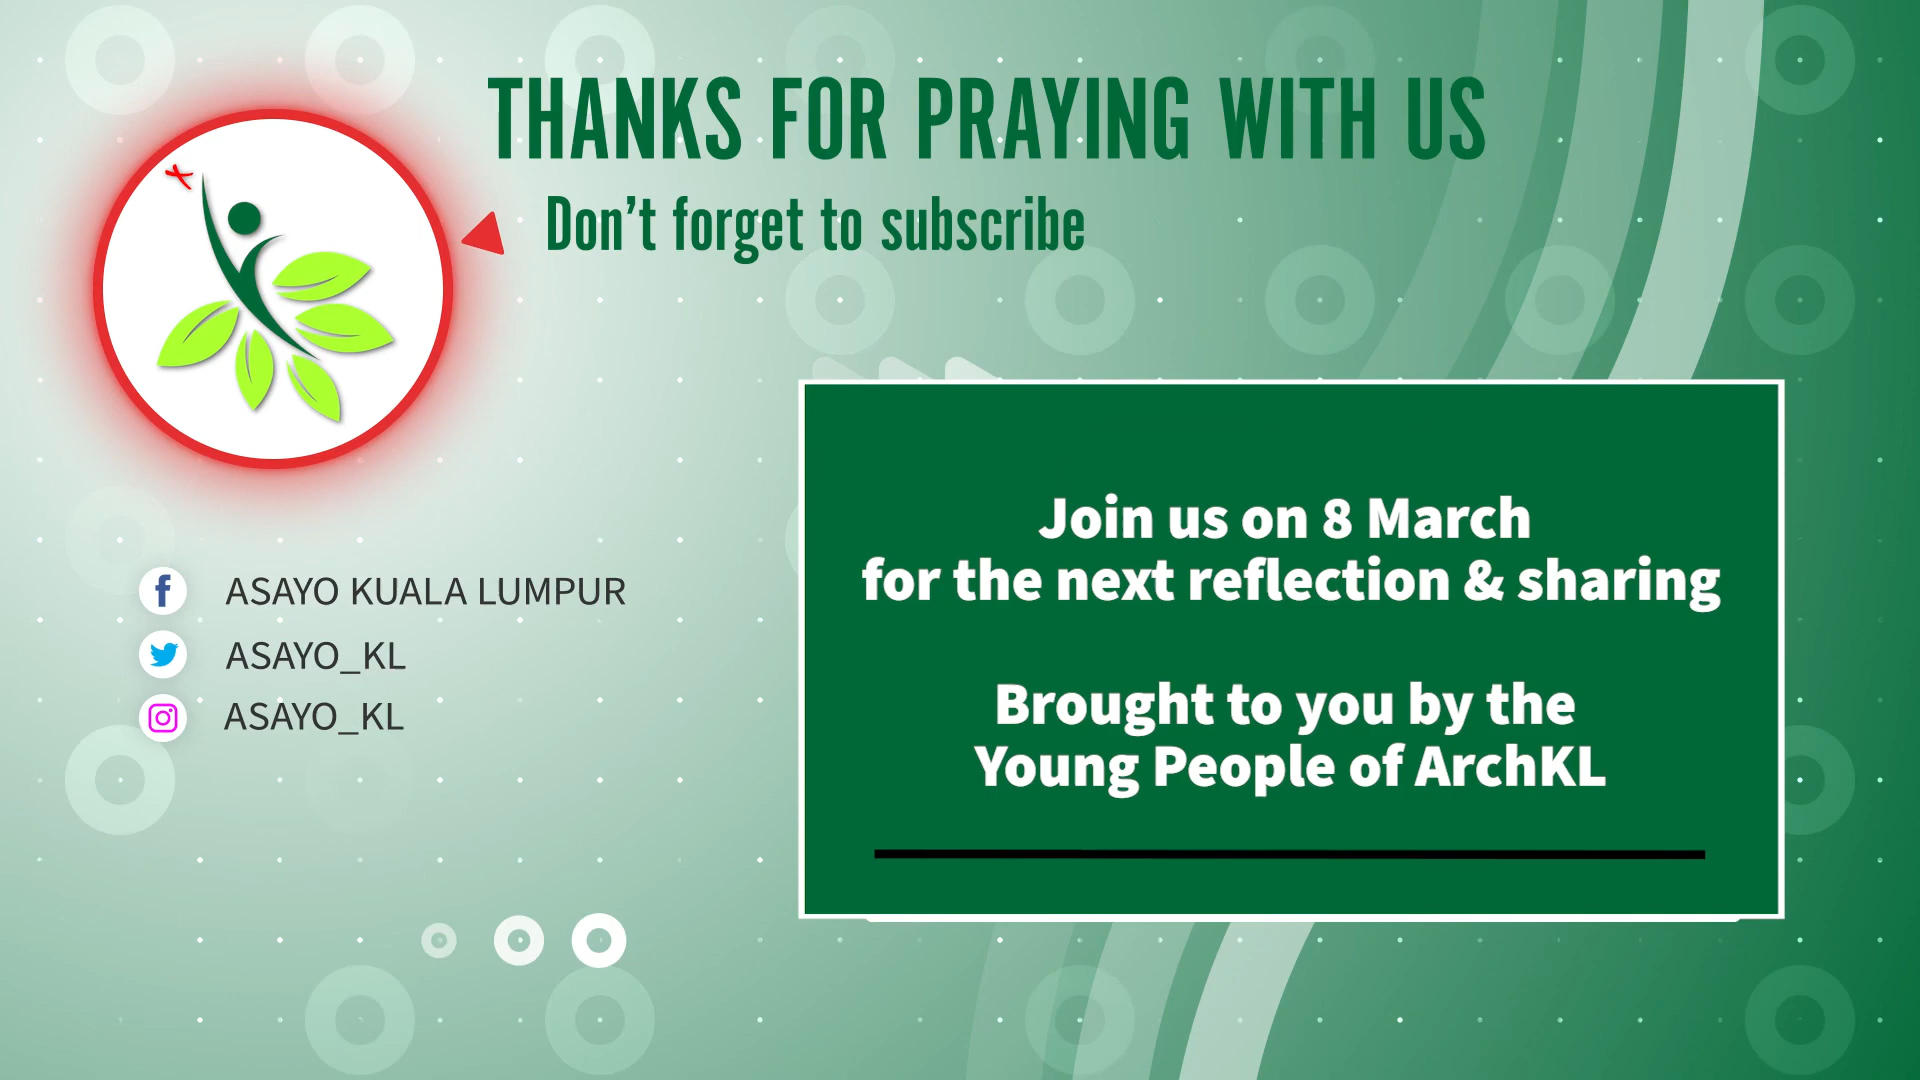 THANKS FOR PRAYING WITH US
Don’t forget to subscribe
ASAYO KUALA LUMPUR
ASAYO_KL
ASAYO_KL
Join us on 8 March
for the next reflection & sharing
Brought to you by the
Young People of ArchKL